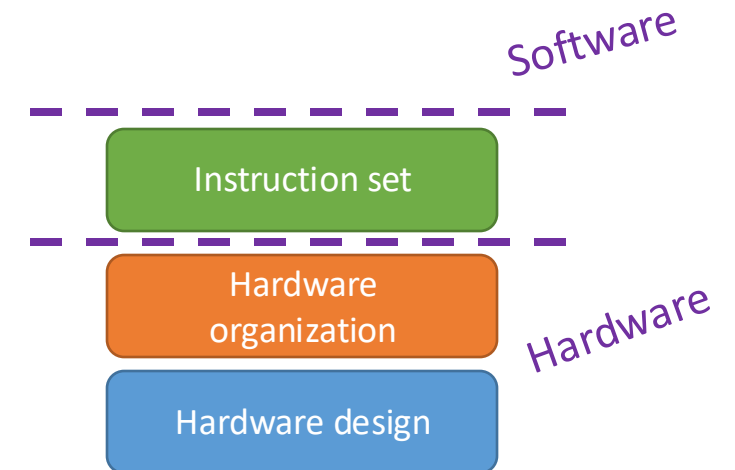 Software
Instruction set
Hardware
organization
Hardware
Hardware design